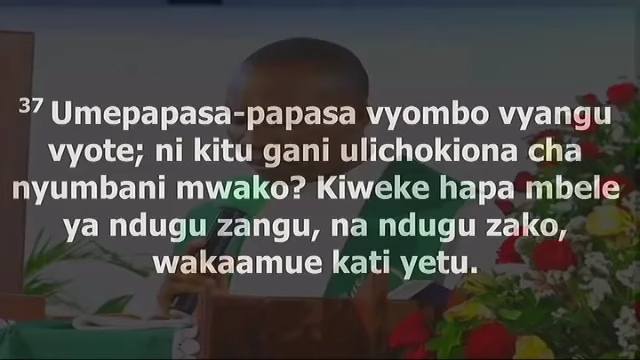 37 Umepapasa-papasa vyombo vyangu
vyote; ni kitu gani ulichokiona cha
nyumbani mwako? Kiweke hapa mbele
ya ndugu zangu, na ndugu zako,
wakaamue kati yetu.